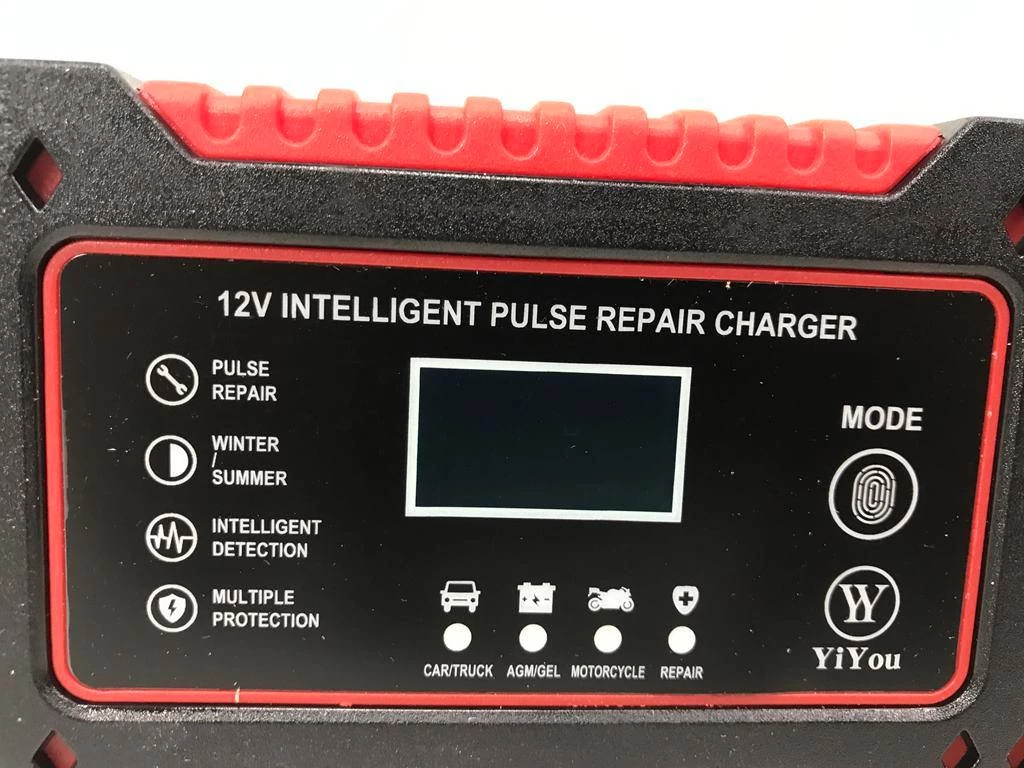 12V INTELLIGENT PULSE REPAIR CHARGER
PULSE
REPAIR
WINTER
/
SUMMER
INTELLIGENT
DETECTION
MULTIPLE
PROTECTION
MODE
YiYou
CAR/TRUCK
AGM/GEL
MOTORCYCLE
REPAIR